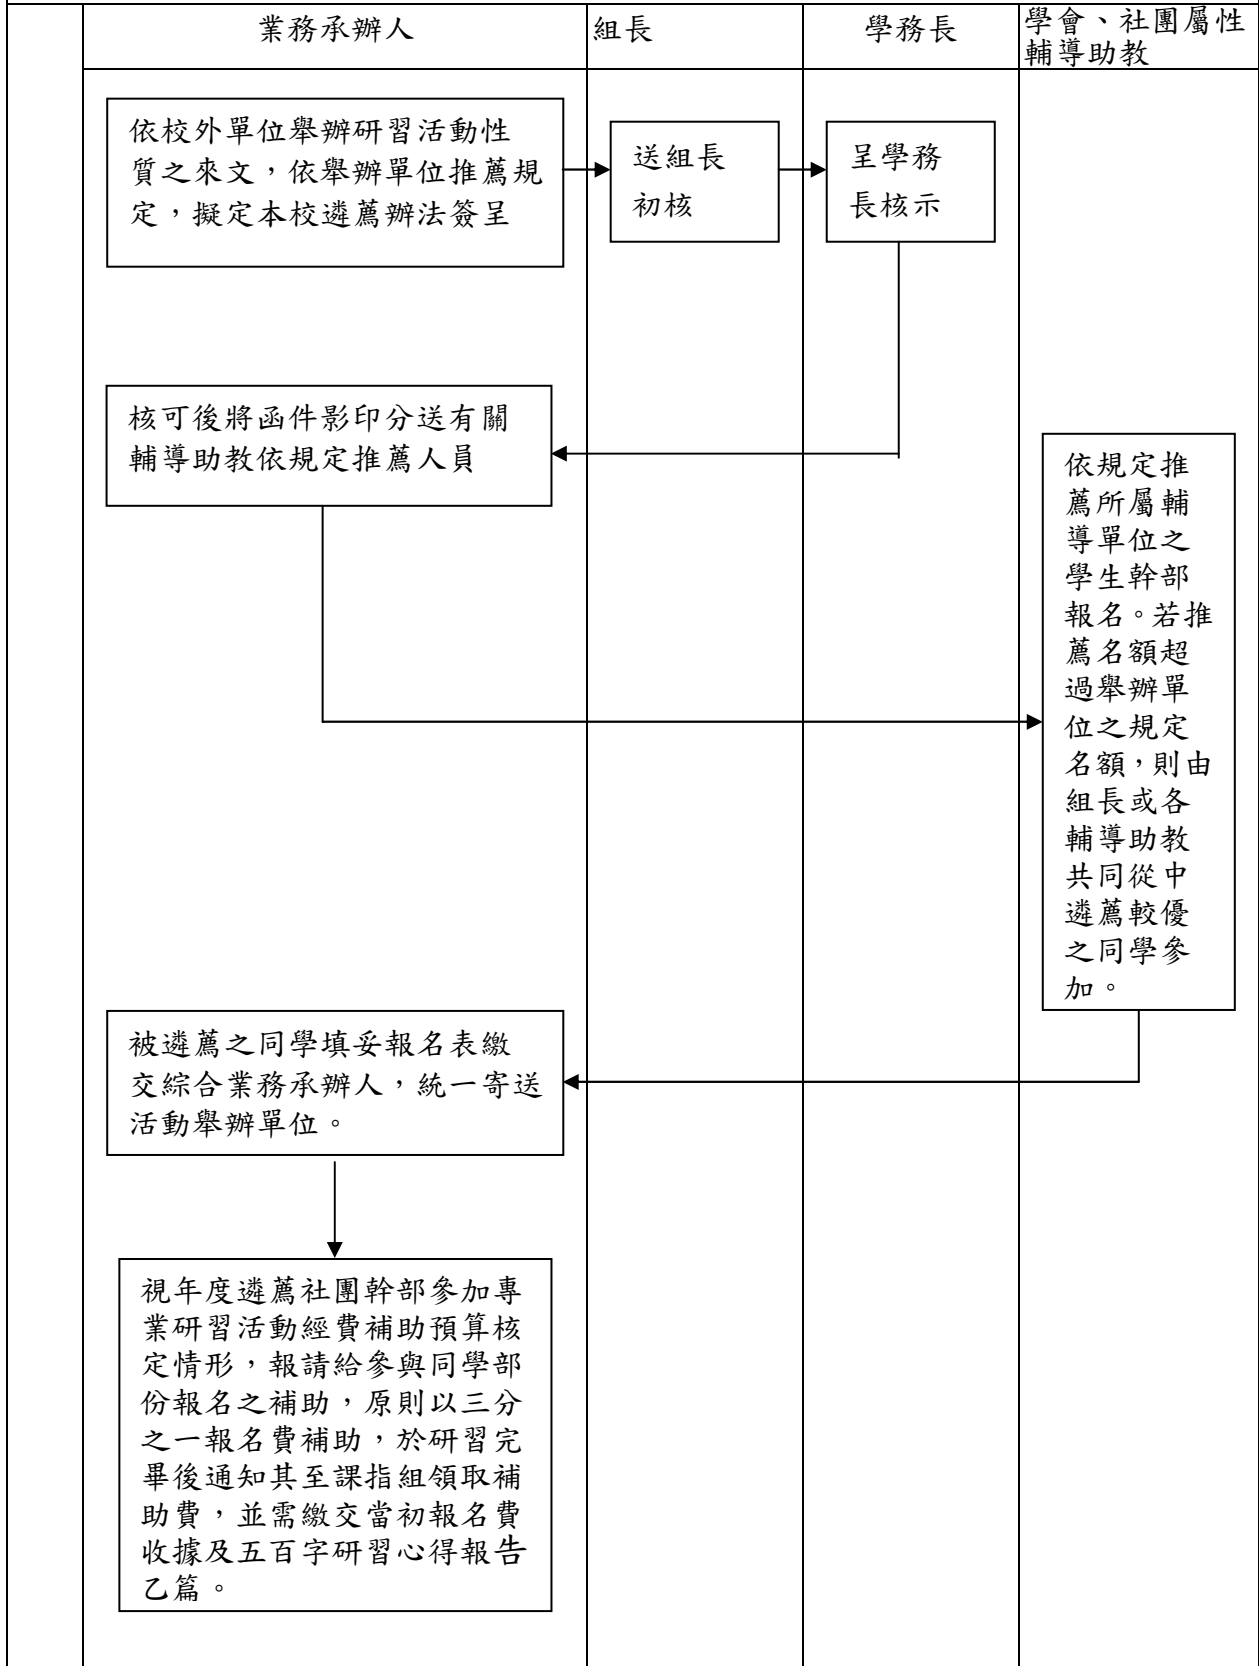 業務承辦人
組長
學務長
學會、社團屬性
輔導助教
依校外單位舉辦研習活動性
質之來文，依舉辦單位推薦規
定，擬定本校遴薦辦法簽呈
送組長
初核
呈學務
長核示
核可後將函件影印分送有關
輔導助教依規定推薦人員
依規定推
薦所屬輔
導單位之
學生幹部
報名。若推
薦名額超
過舉辦單
位之規定
名額，則由
組長或各
輔導助教
共同從中
遴薦較優
之同學參
加。
被遴薦之同學填妥報名表繳
交綜合業務承辦人，統一寄送
活動舉辦單位。
視年度遴薦社團幹部參加專
業研習活動經費補助預算核
定情形，報請給參與同學部
份報名之補助，原則以三分
之一報名費補助，於研習完
畢後通知其至課指組領取補
助費，並需繳交當初報名費
收據及五百字研習心得報告
乙篇。